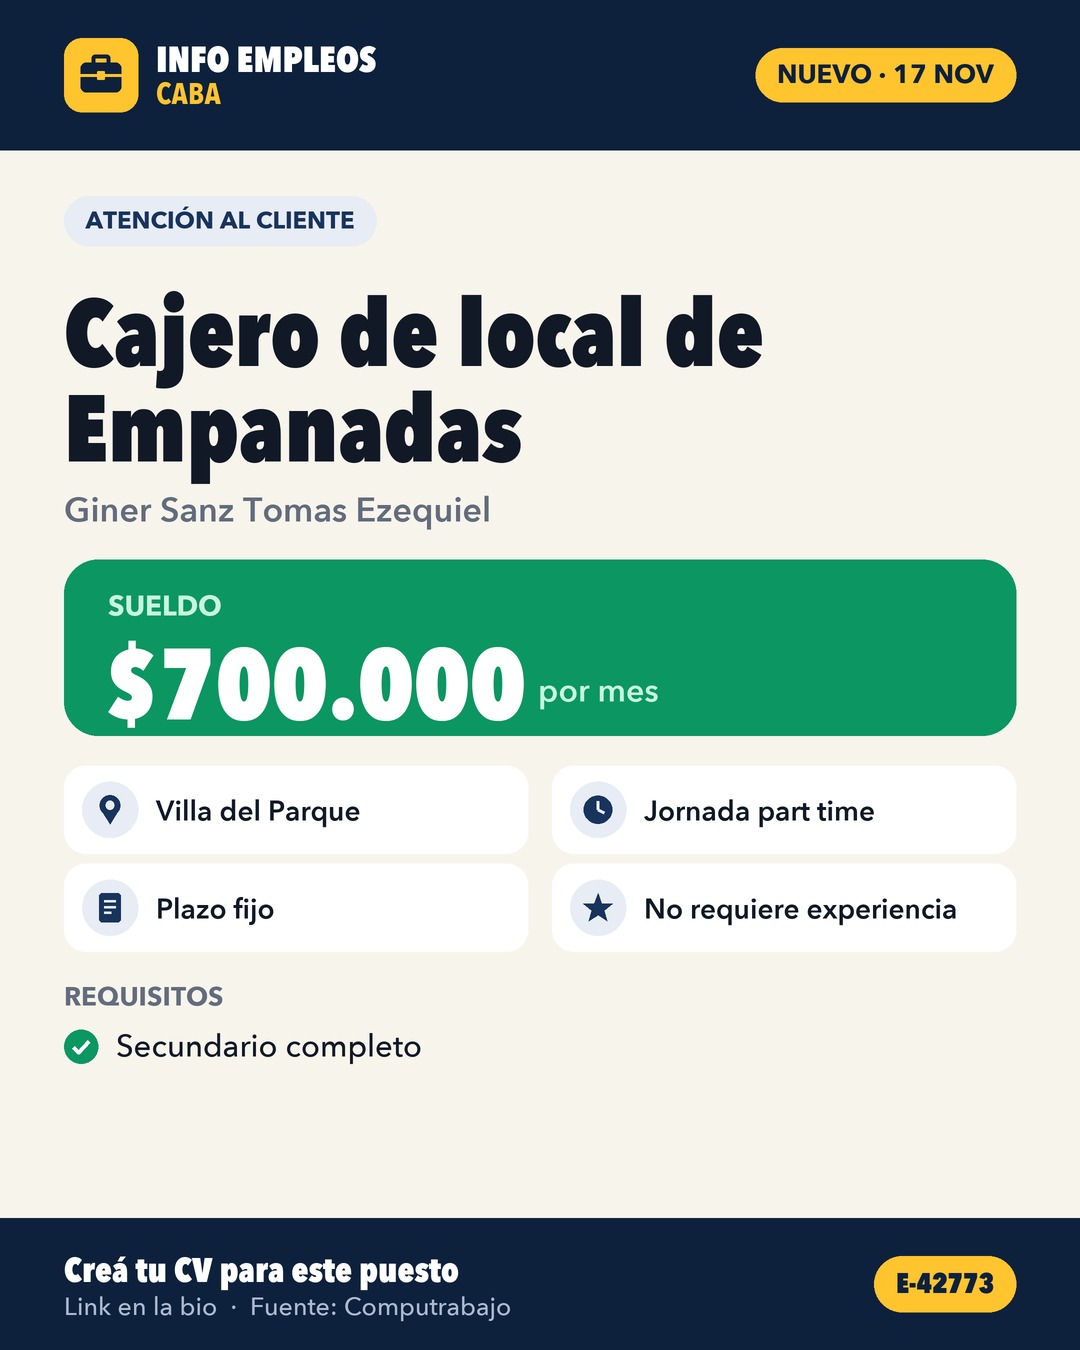 INFO EMPLEOS
CABA
NUEVO · 17 NOV
ATENCIÓN AL CLIENTE
Cajero de local de
Empanadas
Giner Sanz Tomas Ezequiel
SUELDO
$700.000 por mes
Villa del Parque
Jornada part time
Plazo fijo
No requiere experiencia
REQUISITOS
Secundario completo
Creá tu CV para este puesto
Link en la bio · Fuente: Computrabajo
E-42773